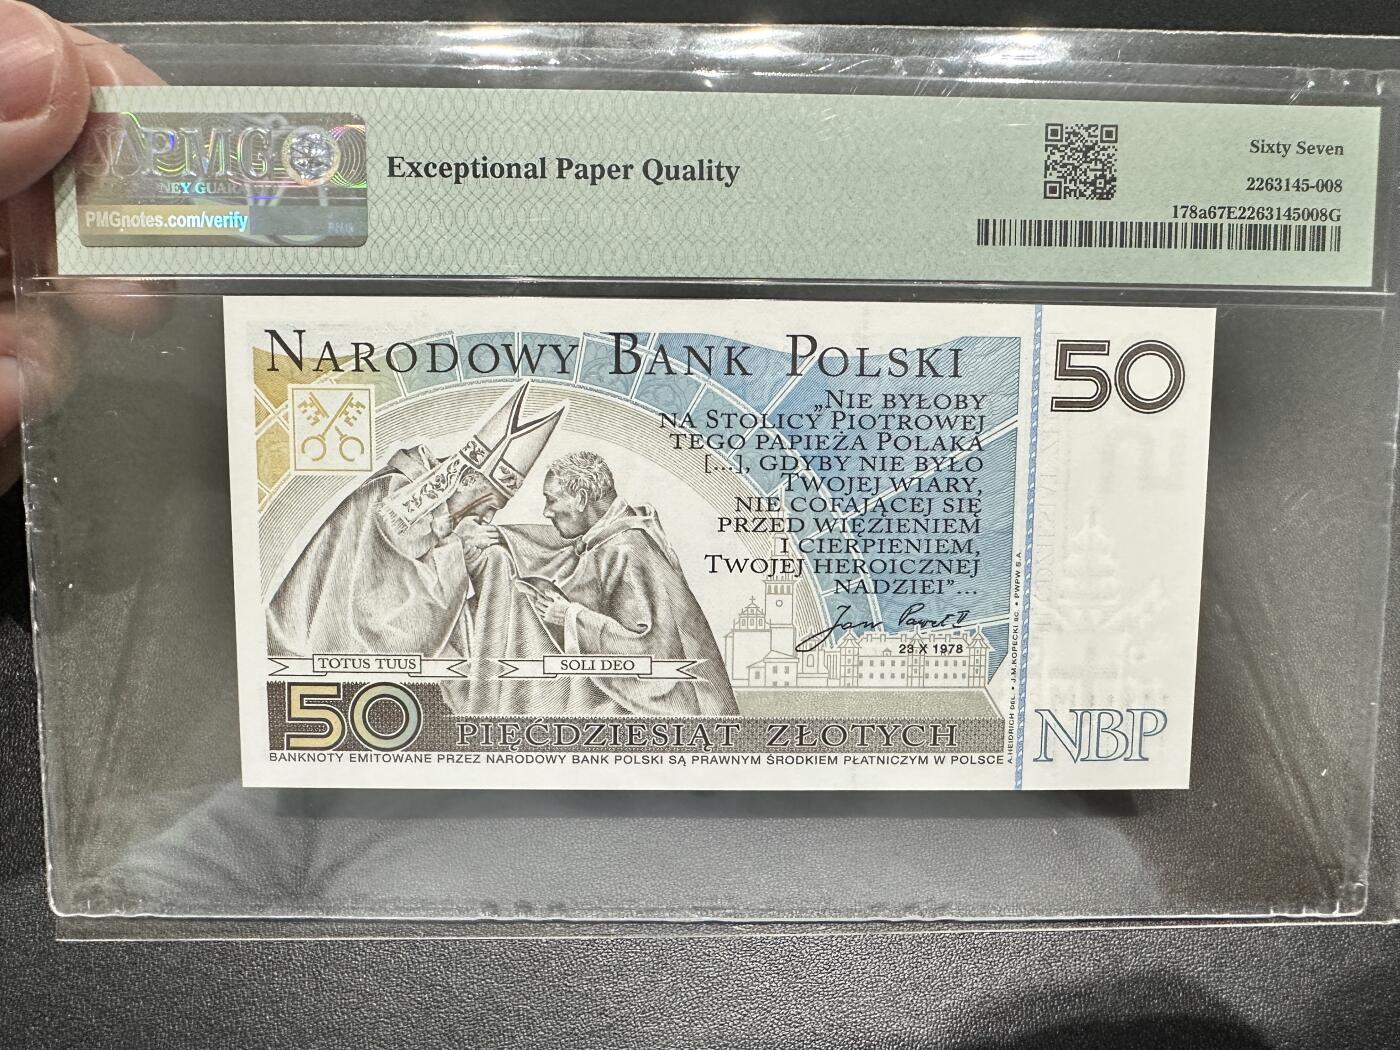 PMG
NEY GUAR
PMGnotes.com/verify
PMG
Exceptional Paper Quality
Sixty Seven
2263145-008
178a67E2263145008G
NARODOWY BANK POLSKI
50
„NIE BYŁOBY
NA STOLICY PIOTROWEJ
TEGO PAPIEŻA POLAKA
[...], GDYBY NIE BYŁO
TWOJEJ WIARY,
NIE COFAJĄCEJ SIĘ
PRZED WIĘZIENIEM
I CIERPIENIEM,
TWOJEJ HEROICZNEJ
NADZIEI”...
Jan Paweł II
23 X 1978
TOTUS TUUS
SOLI DEO
50
PIĘĆDZIESIĄT ZŁOTYCH
BANKNOTY EMITOWANE PRZEZ NARODOWY BANK POLSKI SĄ PRAWNYM ŚRODKIEM PŁATNICZYM W POLSCE
A.HEIDRICH DEL. • J.M.KOPECKI SC. • PWPW S.A.
NBP